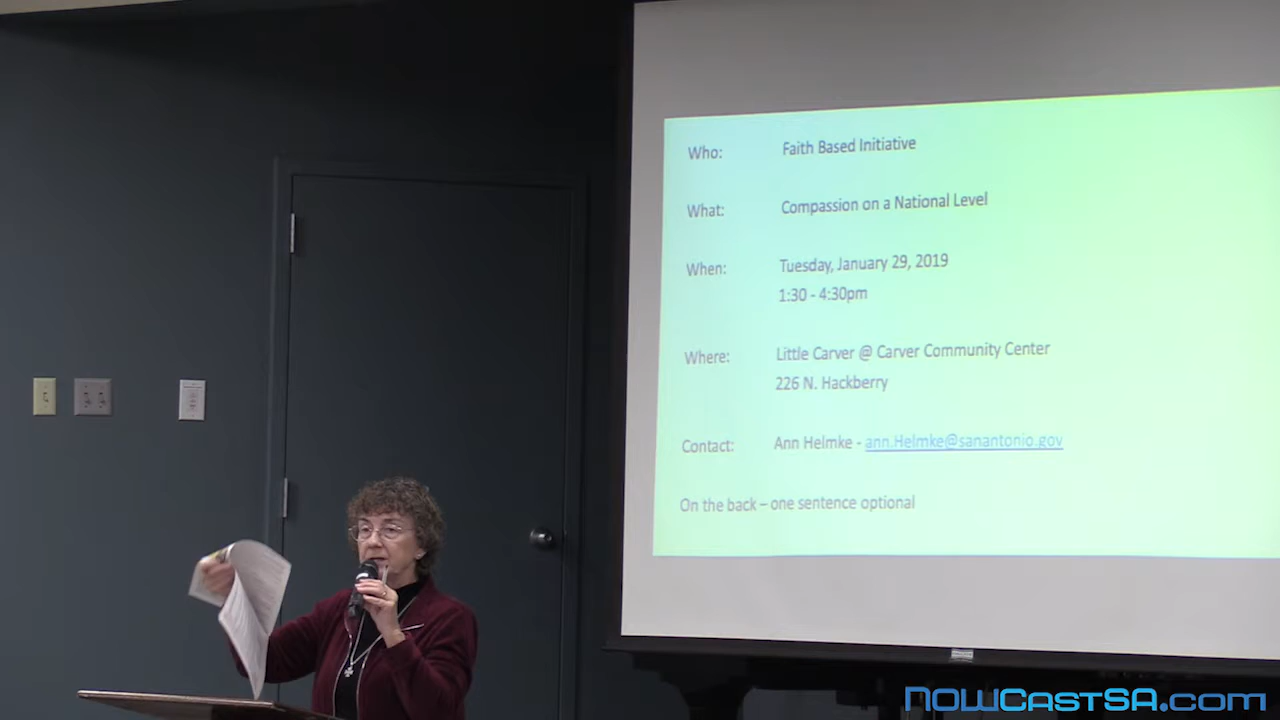 Who: Faith Based Initiative
What: Compassion on a National Level
When: Tuesday, January 29, 2019
1:30 - 4:30pm
Where: Little Carver @ Carver Community Center
226 N. Hackberry
Contact: Ann Helmke - ann.Helmke@sanantonio.gov
On the back – one sentence optional
NOWCASTSA.com